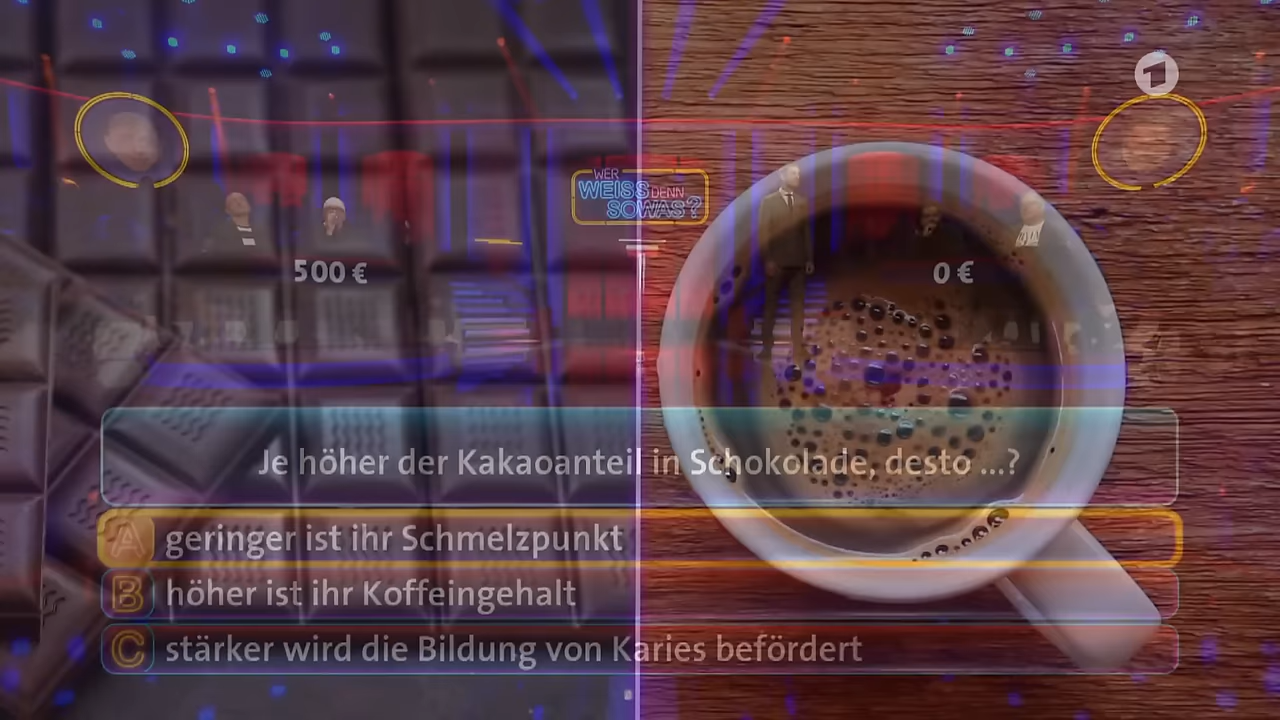 1
WER
WEISS DENN
SOWAS?
500 €
0 €
Je höher der Kakaoanteil in Schokolade, desto ...?
A geringer ist ihr Schmelzpunkt
B höher ist ihr Koffeingehalt
C stärker wird die Bildung von Karies befördert